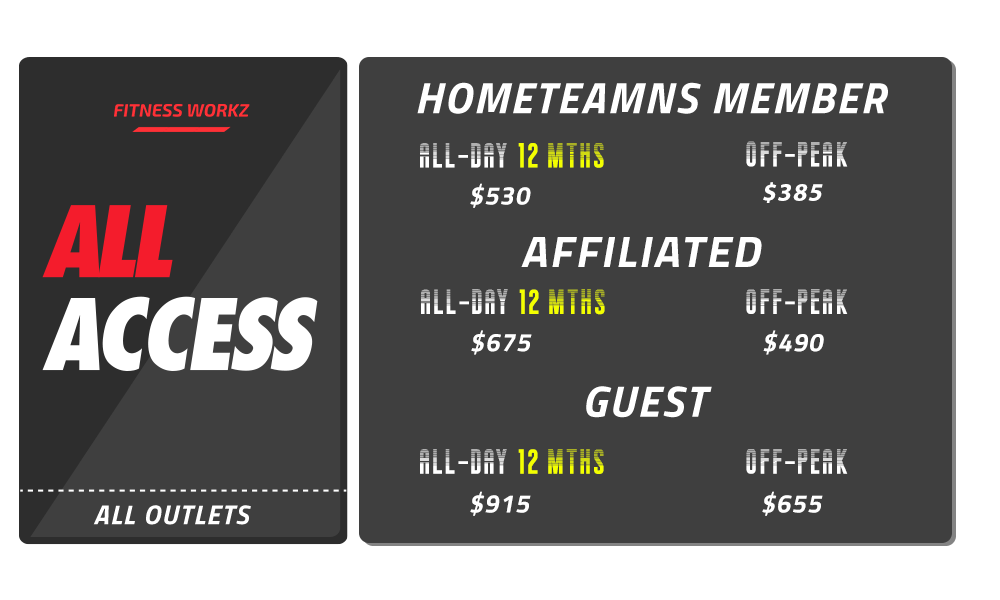 FITNESS WORKZ
ALL
ACCESS
ALL OUTLETS
HOMETEAMNS MEMBER
ALL-DAY 12 MTHS OFF-PEAK
$530 $385
AFFILIATED
ALL-DAY 12 MTHS OFF-PEAK
$675 $490
GUEST
ALL-DAY 12 MTHS OFF-PEAK
$915 $655